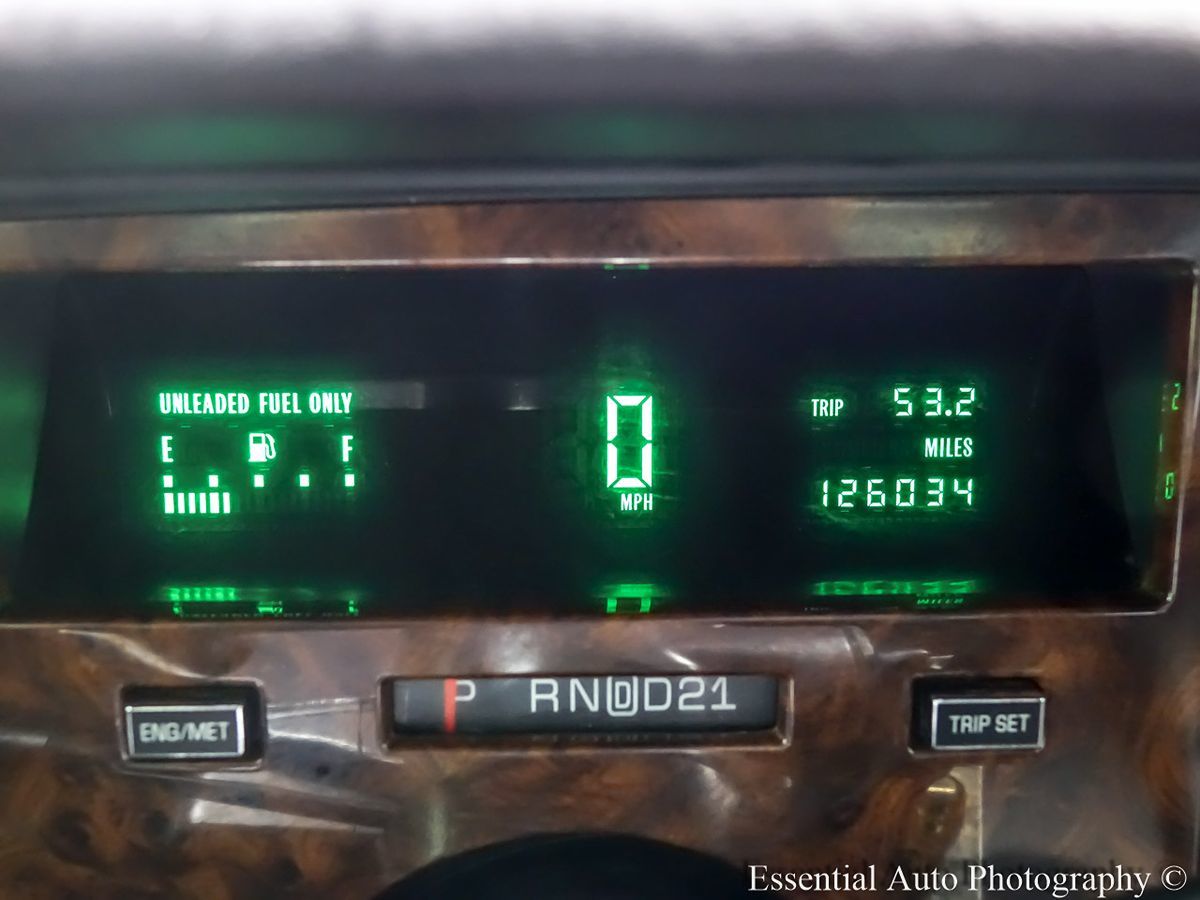 UNLEADED FUEL ONLY
E F
0
MPH
TRIP 53.2
MILES
126034
ENG/MET
P RNDD21
TRIP SET
Essential Auto Photography ©